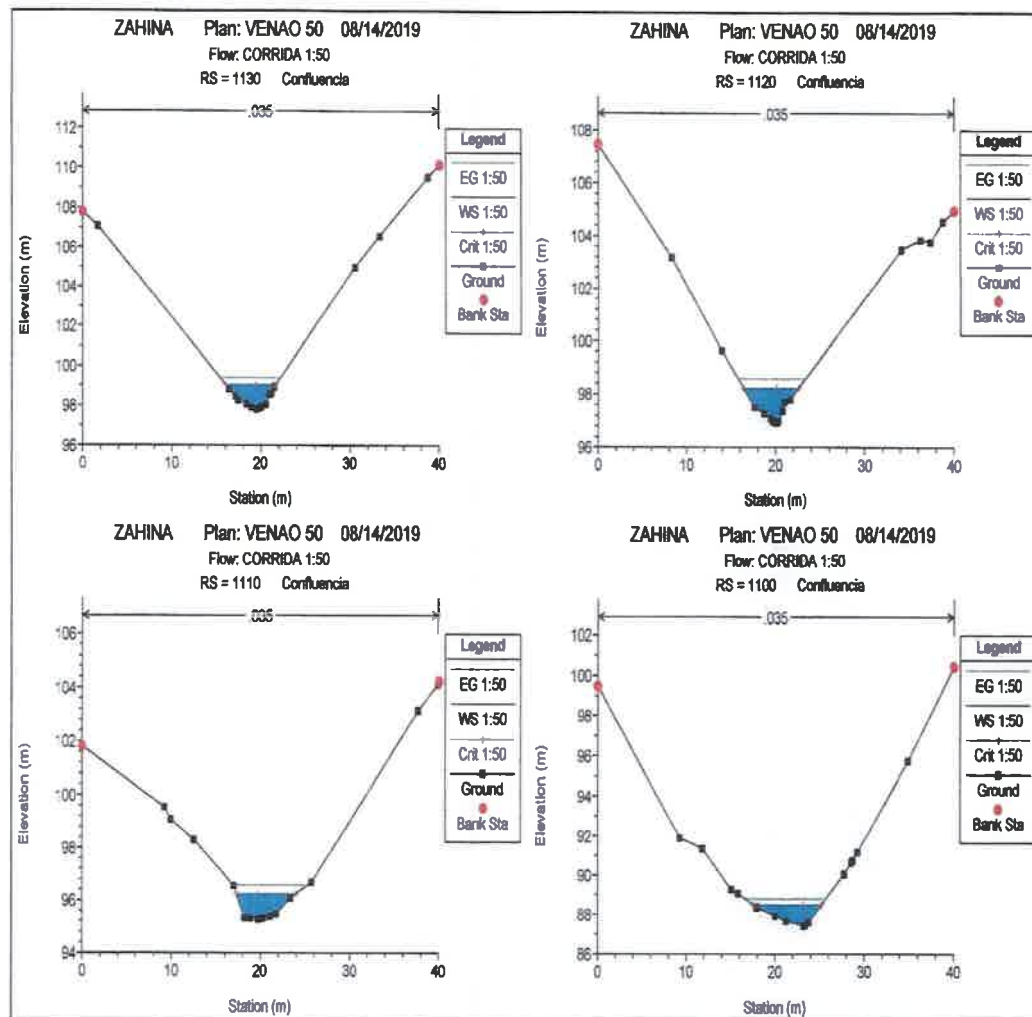 ZAHINA Plan: VENAO 50 08/14/2019
Flow: CORRIDA 1:50
RS = 1130 Confluencia
.035
Legend
EG 1:50
WS 1:50
Crit 1:50
Ground
Bank Sta
Elevation (m)
112
110
108
106
104
102
100
98
96
0
10
20
30
40
Station (m)
ZAHINA Plan: VENAO 50 08/14/2019
Flow: CORRIDA 1:50
RS = 1120 Confluencia
.035
Legend
EG 1:50
WS 1:50
Crit 1:50
Ground
Bank Sta
Elevation (m)
108
106
104
102
100
98
96
0
10
20
30
40
Station (m)
ZAHINA Plan: VENAO 50 08/14/2019
Flow: CORRIDA 1:50
RS = 1110 Confluencia
.035
Legend
EG 1:50
WS 1:50
Crit 1:50
Ground
Bank Sta
Elevation (m)
106
104
102
100
98
96
94
0
10
20
30
40
Station (m)
ZAHINA Plan: VENAO 50 08/14/2019
Flow: CORRIDA 1:50
RS = 1100 Confluencia
.035
Legend
EG 1:50
WS 1:50
Crit 1:50
Ground
Bank Sta
Elevation (m)
102
100
98
96
94
92
90
88
86
0
10
20
30
40
Station (m)